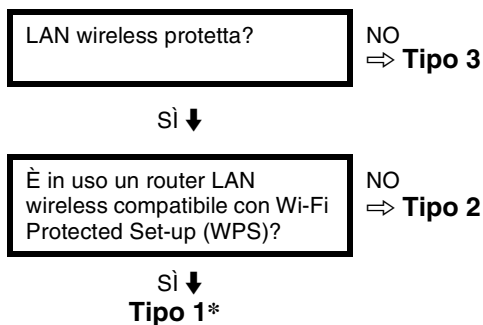 LAN wireless protetta?
NO
⇨ Tipo 3
SÌ ⬇
È in uso un router LAN
wireless compatibile con Wi-Fi
Protected Set-up (WPS)?
NO
⇨ Tipo 2
SÌ ⬇
Tipo 1*